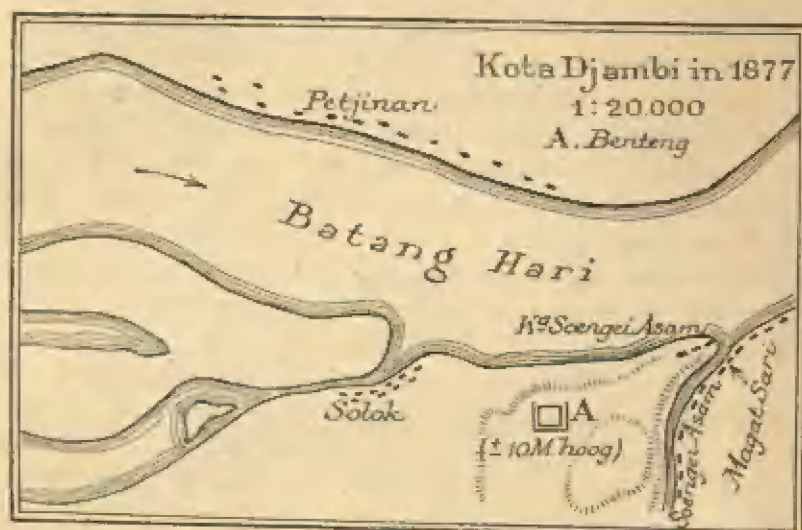 Kota Djambi in 1877
1:20.000
A. Benteng
Petjinan
Batang Hari
Kg Soengei Asam
Solok
A
(± 10 M. hoog)
Soengei Asam
Magat Sari